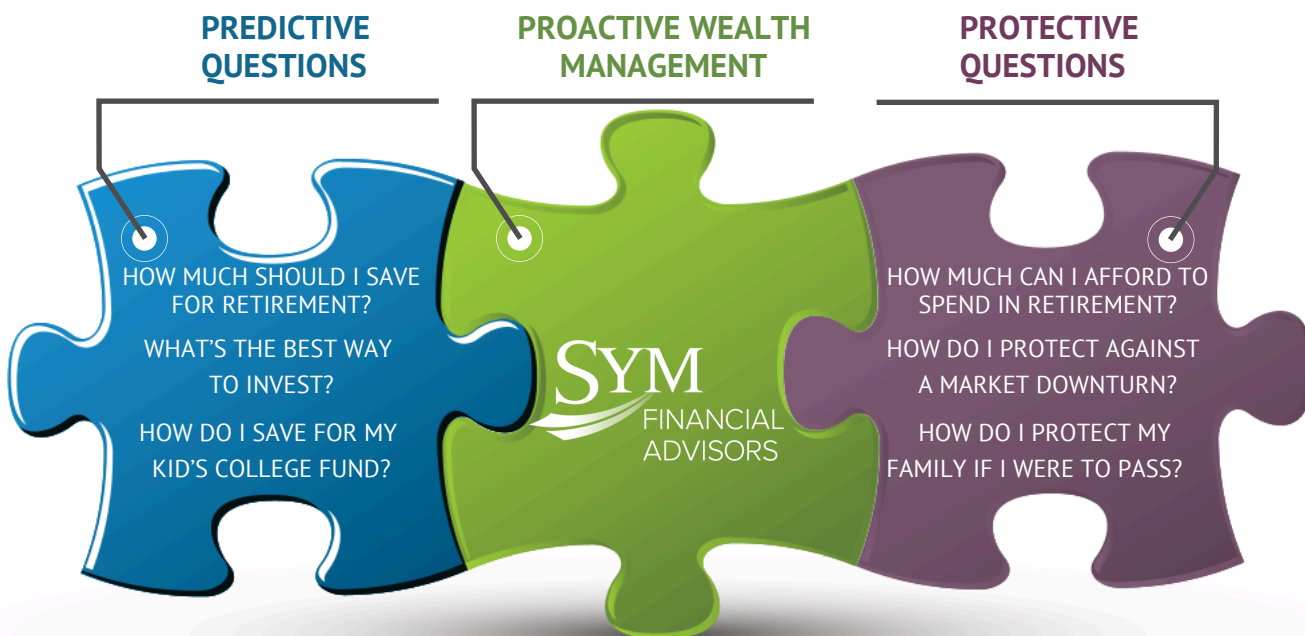 PREDICTIVE
QUESTIONS
PROACTIVE WEALTH
MANAGEMENT
PROTECTIVE
QUESTIONS
HOW MUCH SHOULD I SAVE
FOR RETIREMENT?
WHAT'S THE BEST WAY
TO INVEST?
HOW DO I SAVE FOR MY
KID'S COLLEGE FUND?
SYM
FINANCIAL
ADVISORS
HOW MUCH CAN I AFFORD TO
SPEND IN RETIREMENT?
HOW DO I PROTECT AGAINST
A MARKET DOWNTURN?
HOW DO I PROTECT MY
FAMILY IF I WERE TO PASS?